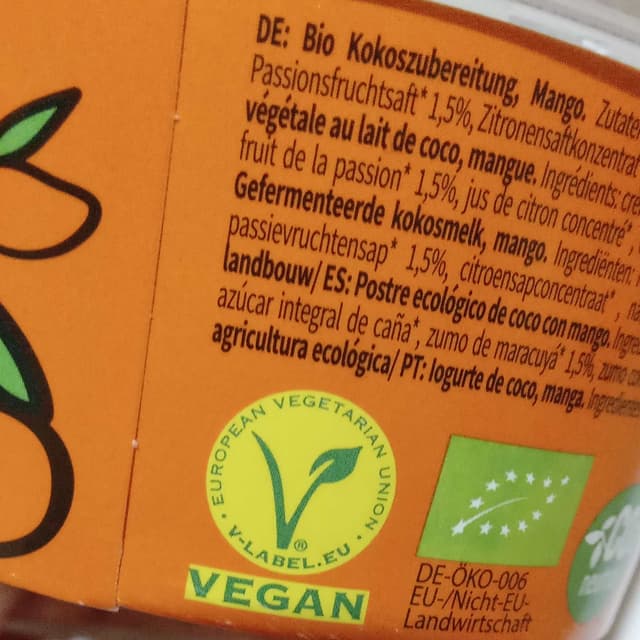 DE: Bio Kokoszubereitung, Mango.
Passionsfruchtsaft* 1,5%, Zitronensaftkonzentrat
végétale au lait de coco, mangue. Ingrédients:
fruit de la passion* 1,5%, jus de citron concentré*,
Gefermenteerde kokosmelk, mango. Ingrediënten:
passievruchtensap* 1,5%, citroensapconcentraat*,
landbouw/ ES: Postre ecológico de coco con mango.
azúcar integral de caña*, zumo de maracuyá* 1,5%, zumo
agricultura ecológica/ PT: Iogurte de coco, manga.
EUROPEAN VEGETARIAN UNION
V-LABEL.EU
®
VEGAN
DE-ÖKO-006
EU-/Nicht-EU-
Landwirtschaft